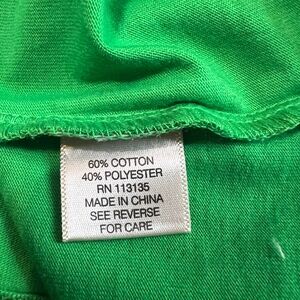 60% COTTON
40% POLYESTER
RN 113135
MADE IN CHINA
SEE REVERSE
FOR CARE